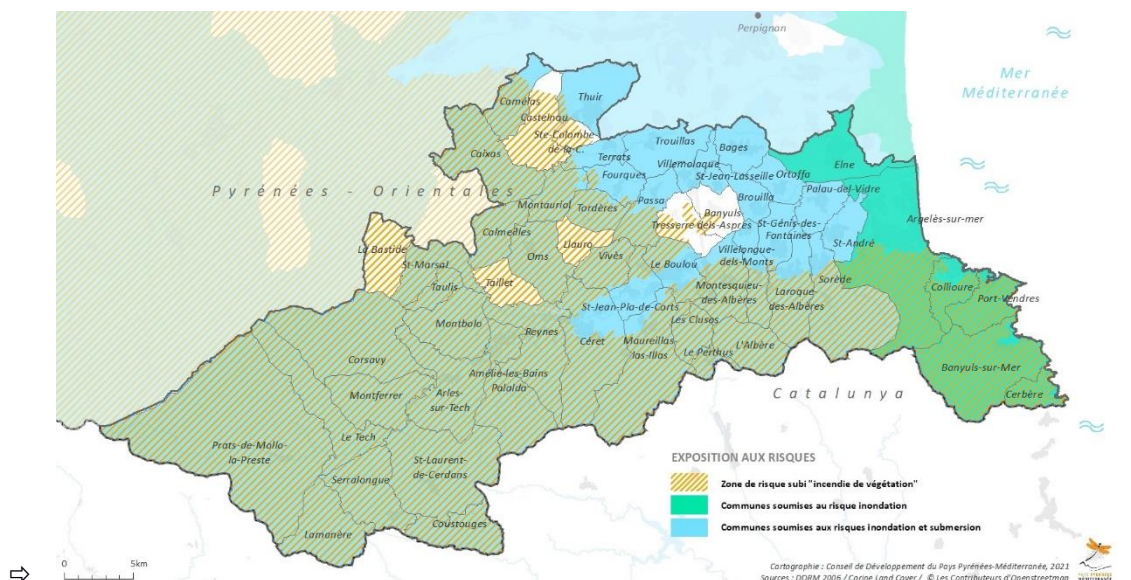 Perpignan
Mer
Méditerranée
Thuir
Camélas
Castelnau
Ste-Colombe
de-la-C.
Caixas
Terrats
Trouillas
Bages
Villemolaque
Fourques
St-Jean-Lasseille
Ortaffa
Elne
Palau-del-Vidre
Pyrénées - Orientales
Passa
Brouilla
Montauriol
Tordères
Banyuls
Tresserre
dels-Aspres
St-Génis-des-
Fontaines
Argelès-sur-mer
Calmeilles
Llauro
St-André
La Bastide
Oms
Vivès
Villelongue-
dels-Monts
St-Marsal
Le Boulou
Taulis
Taillet
Montesquieu-
des-Albères
Laroque-
des-Albères
Sorède
Collioure
Port-Vendres
St-Jean-Pla-de-Corts
Montbolo
Reynes
Les Cluses
Céret
Maureillas-
las-Illas
Le Perthus
L'Albère
Corsavy
Amélie-les-Bains
Palalda
Banyuls-sur-Mer
Montferrer
Arles-
sur-Tech
Catalunya
Cerbère
Prats-de-Mollo-
la-Preste
Le Tech
St-Laurent-
de-Cerdans
Serralongue
Coustouges
Lamanère
EXPOSITION AUX RISQUES
Zone de risque subi "incendie de végétation"
Communes soumises au risque inondation
Communes soumises aux risques inondation et submersion
0 5km
Cartographie : Conseil de Développement du Pays Pyrénées-Méditerranée, 2021
Sources : DDRM 2006 / Corine Land Cover / © Les Contributeurs d'Openstreetmap